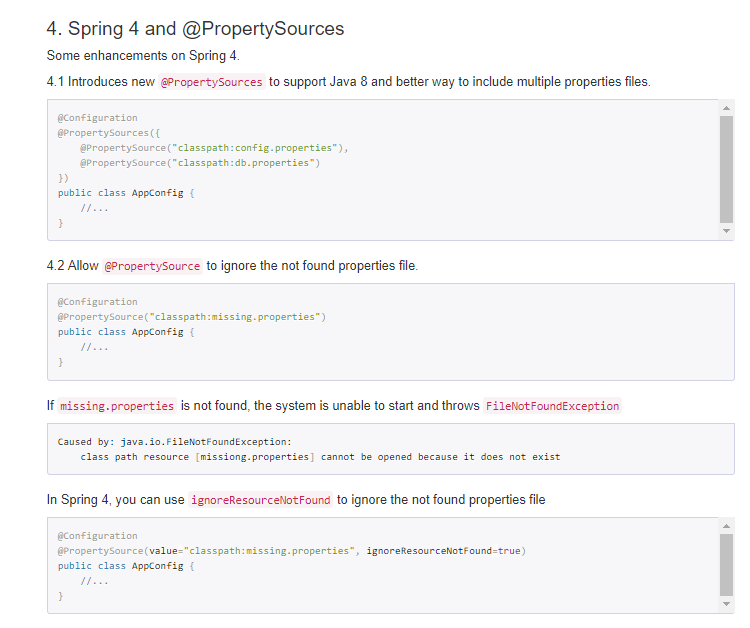 4. Spring 4 and @PropertySources
Some enhancements on Spring 4.
4.1 Introduces new @PropertySources to support Java 8 and better way to include multiple properties files.
@Configuration
@PropertySources({
    @PropertySource("classpath:config.properties"),
    @PropertySource("classpath:db.properties")
})
public class AppConfig {
    //...
}
4.2 Allow @PropertySource to ignore the not found properties file.
@Configuration
@PropertySource("classpath:missing.properties")
public class AppConfig {
    //...
}
If missing.properties is not found, the system is unable to start and throws FileNotFoundException
Caused by: java.io.FileNotFoundException:
    class path resource [missiong.properties] cannot be opened because it does not exist
In Spring 4, you can use ignoreResourceNotFound to ignore the not found properties file
@Configuration
@PropertySource(value="classpath:missing.properties", ignoreResourceNotFound=true)
public class AppConfig {
    //...
}